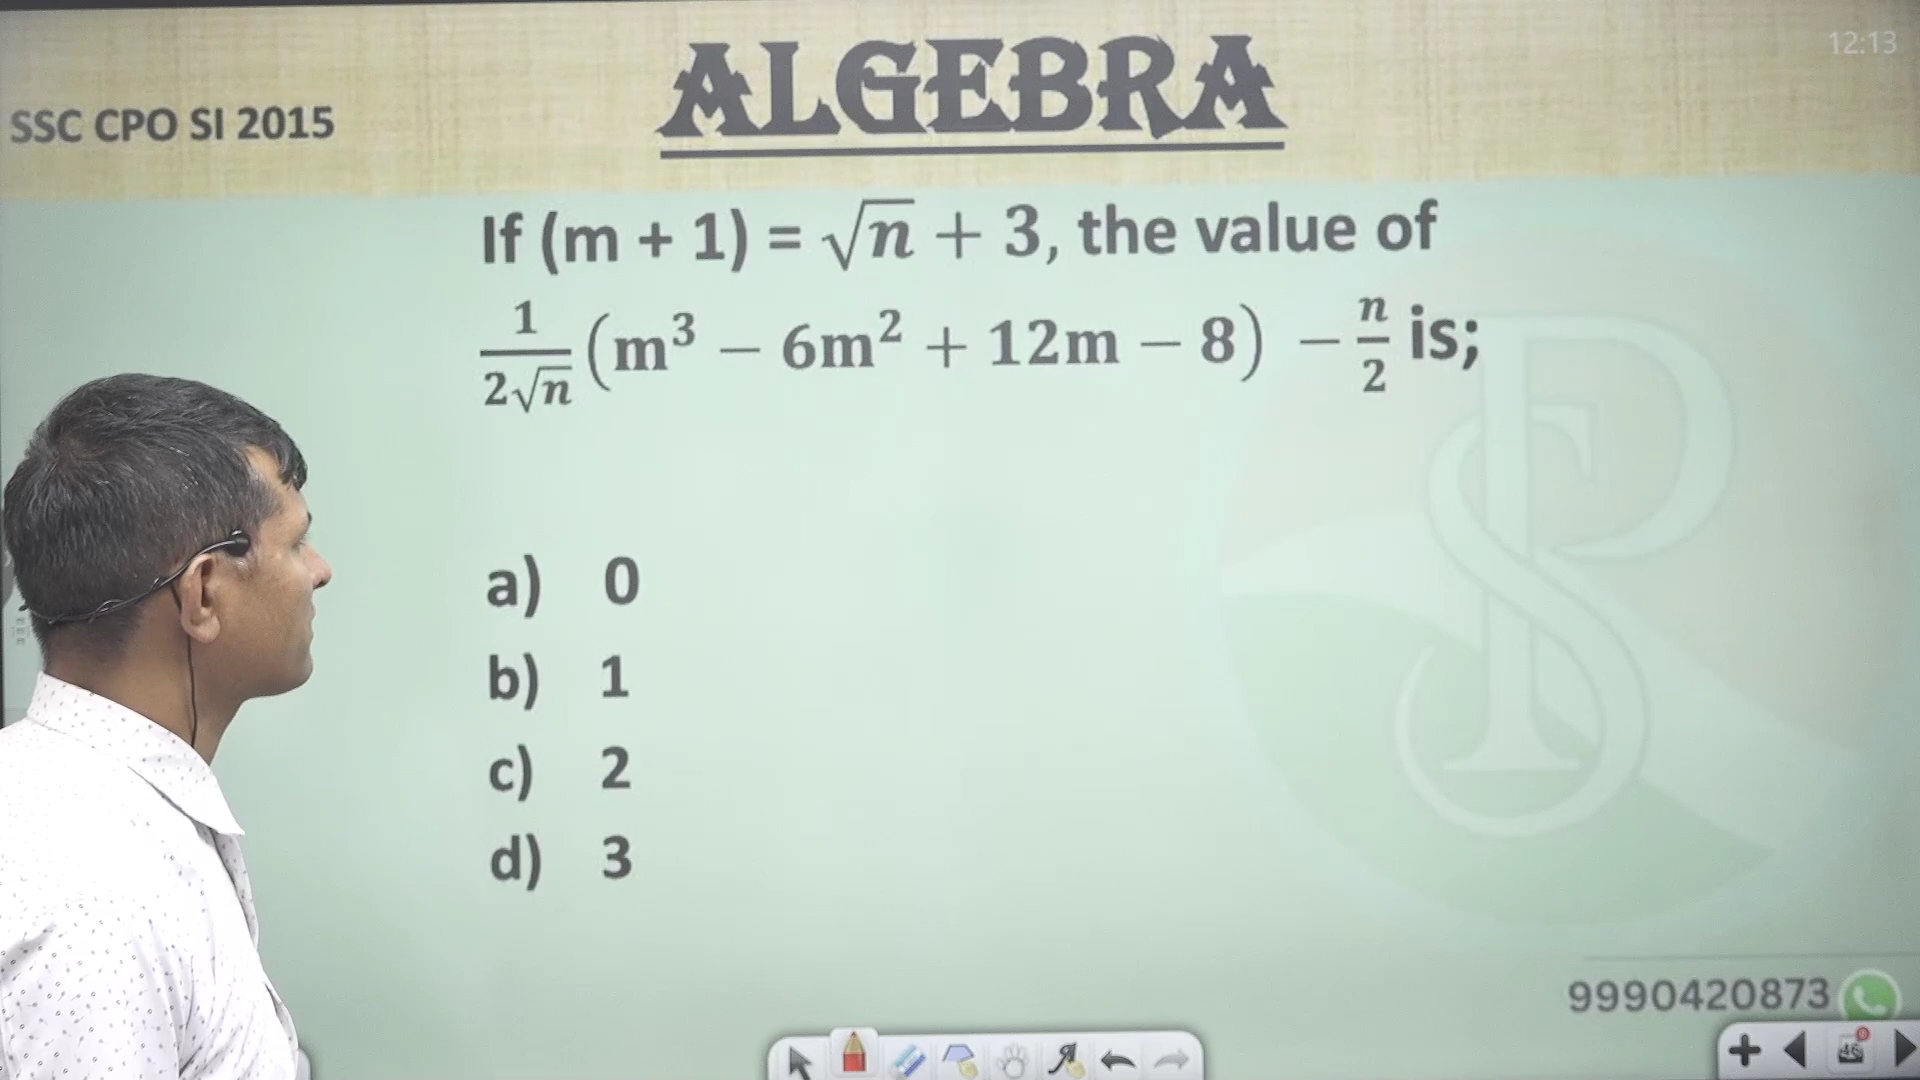 12:13
ALGEBRA
SSC CPO SI 2015
If (m + 1) = √n + 3, the value of
1/(2√n) (m³ − 6m² + 12m − 8) − n/2 is;
a) 0
b) 1
c) 2
d) 3
9990420873
46